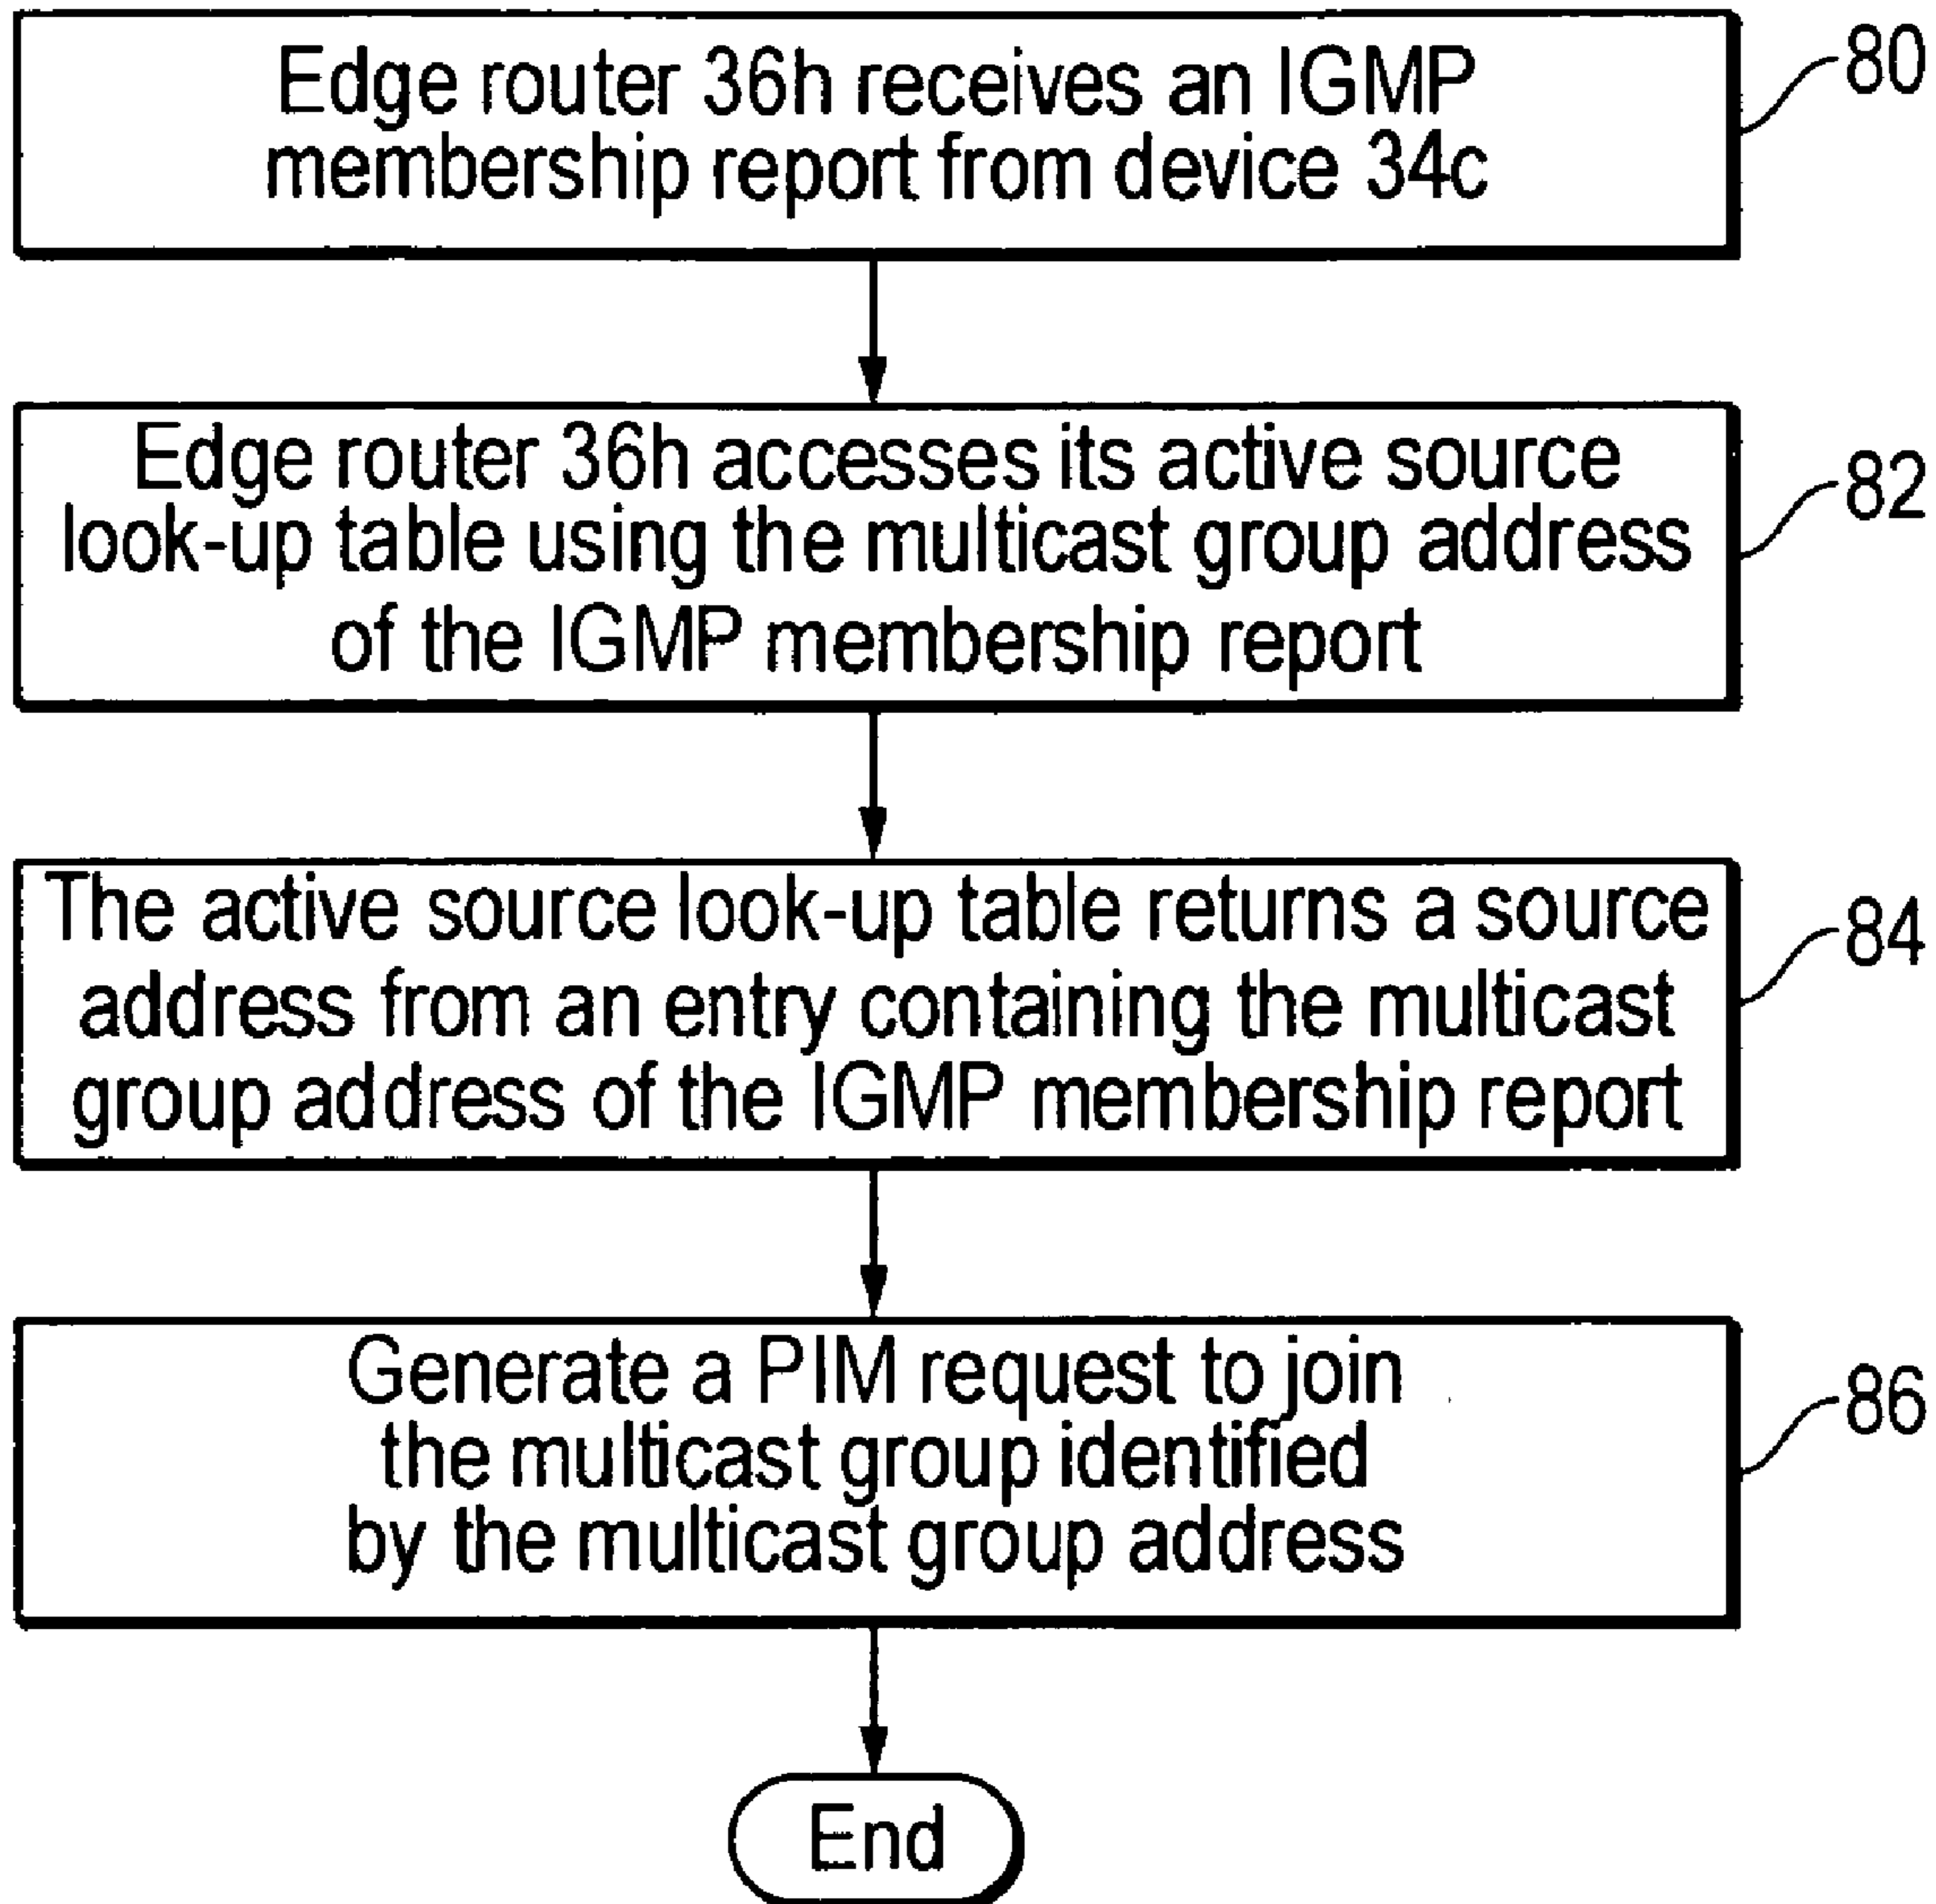 Edge router 36h receives an IGMP
membership report from device 34c
80
Edge router 36h accesses its active source
look-up table using the multicast group address
of the IGMP membership report
82
The active source look-up table returns a source
address from an entry containing the multicast
group address of the IGMP membership report
84
Generate a PIM request to join
the multicast group identified
by the multicast group address
86
End